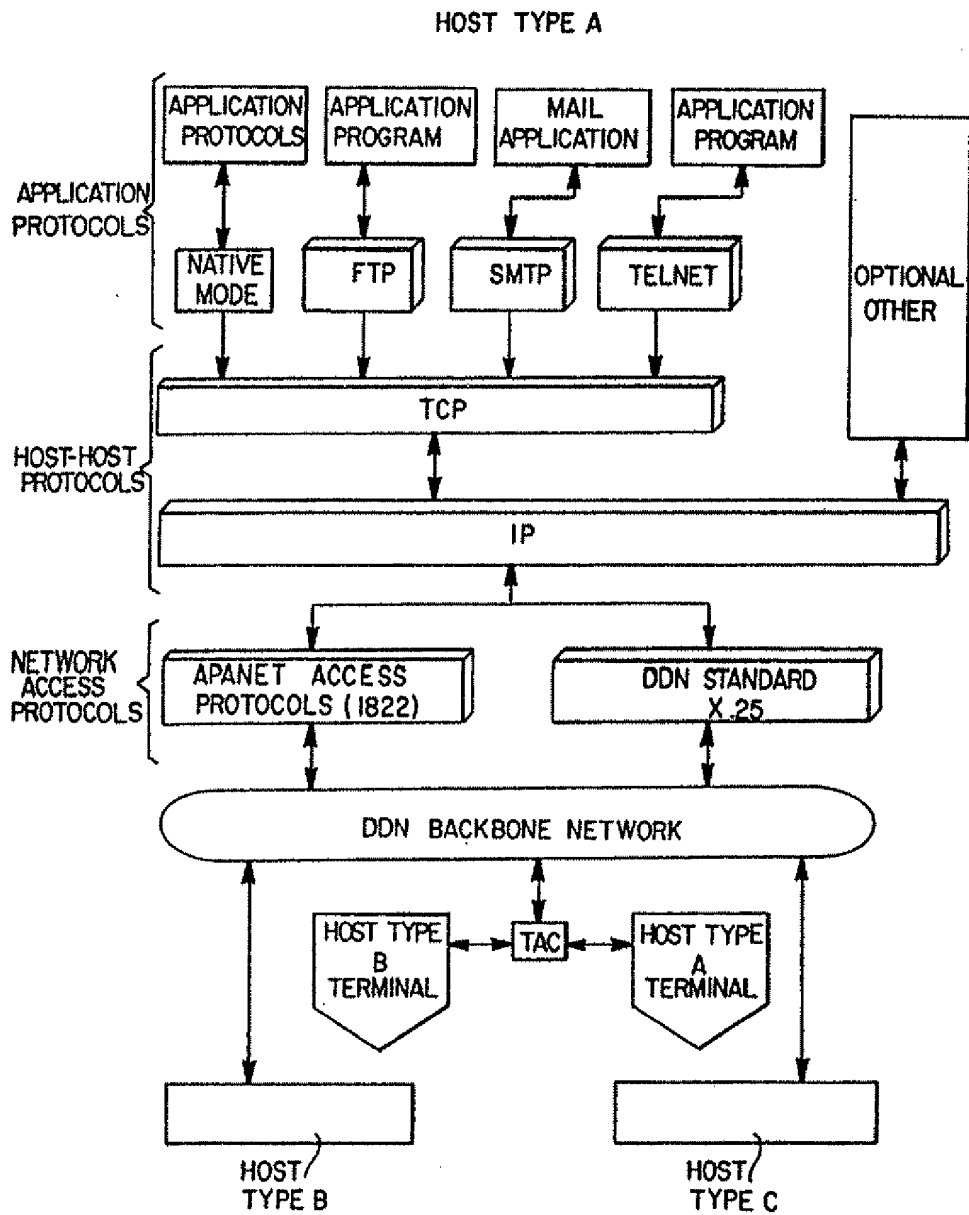 HOST TYPE A
APPLICATION
PROTOCOLS
APPLICATION
PROGRAM
MAIL
APPLICATION
APPLICATION
PROGRAM
APPLICATION
PROTOCOLS
NATIVE
MODE
FTP
SMTP
TELNET
OPTIONAL
OTHER
TCP
HOST-HOST
PROTOCOLS
IP
NETWORK
ACCESS
PROTOCOLS
APANET ACCESS
PROTOCOLS (1822)
DDN STANDARD
X.25
DDN BACKBONE NETWORK
HOST TYPE
B
TERMINAL
TAC
HOST TYPE
A
TERMINAL
HOST
TYPE B
HOST
TYPE C